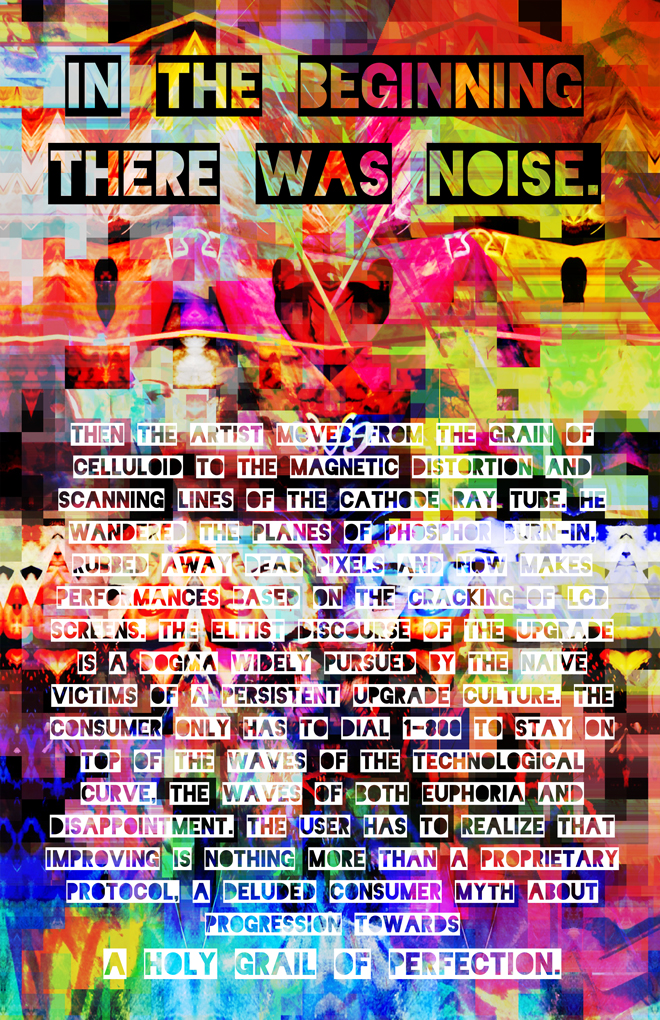 IN THE BEGINNING
THERE WAS NOISE.
THEN THE ARTIST MOVED FROM THE GRAIN OF
CELLULOID TO THE MAGNETIC DISTORTION AND
SCANNING LINES OF THE CATHODE RAY TUBE. HE
WANDERED THE PLANES OF PHOSPHOR BURN-IN,
RUBBED AWAY DEAD PIXELS AND NOW MAKES
PERFORMANCES BASED ON THE CRACKING OF LCD
SCREENS. THE ELITIST DISCOURSE OF THE UPGRADE
IS A DOGMA WIDELY PURSUED BY THE NAIVE
VICTIMS OF A PERSISTENT UPGRADE CULTURE. THE
CONSUMER ONLY HAS TO DIAL 1-800 TO STAY ON
TOP OF THE WAVES OF THE TECHNOLOGICAL
CURVE, THE WAVES OF BOTH EUPHORIA AND
DISAPPOINTMENT. THE USER HAS TO REALIZE THAT
IMPROVING IS NOTHING MORE THAN A PROPRIETARY
PROTOCOL, A DELUDED CONSUMER MYTH ABOUT
PROGRESSION TOWARDS
A HOLY GRAIL OF PERFECTION.